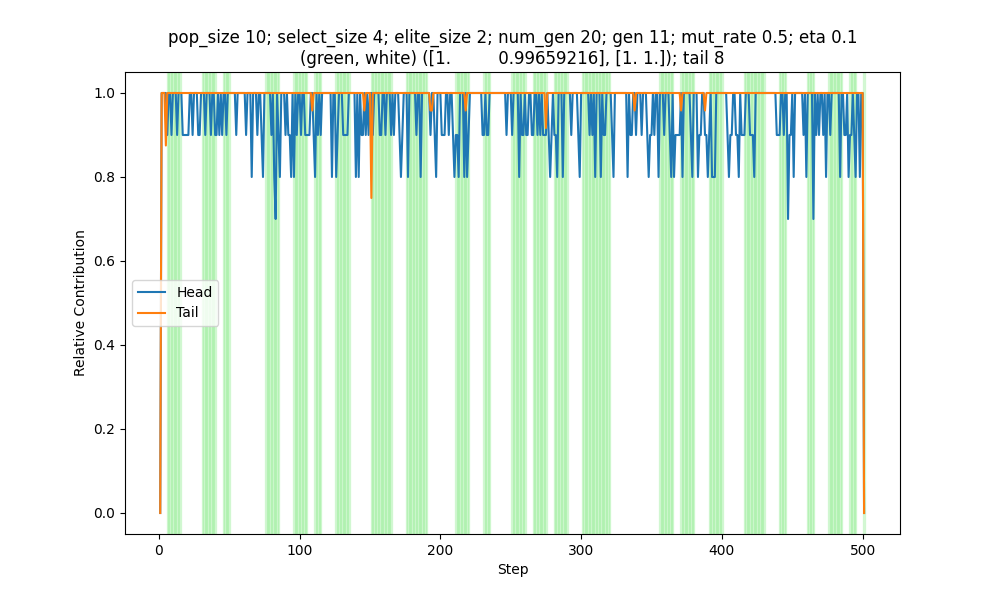 pop_size 10; select_size 4; elite_size 2; num_gen 20; gen 11; mut_rate 0.5; eta 0.1
(green, white) ([1.          0.99659216], [1. 1.]); tail 8
1.0
0.8
0.6
0.4
0.2
0.0
Relative Contribution
Head
Tail
0
100
200
300
400
500
Step